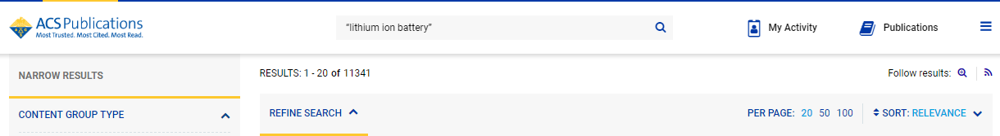 ACS Publications
Most Trusted. Most Cited. Most Read.
“lithium ion battery”
My Activity
Publications
NARROW RESULTS
RESULTS: 1 - 20 of 11341
Follow results:
CONTENT GROUP TYPE
REFINE SEARCH
PER PAGE: 20 50 100
SORT: RELEVANCE